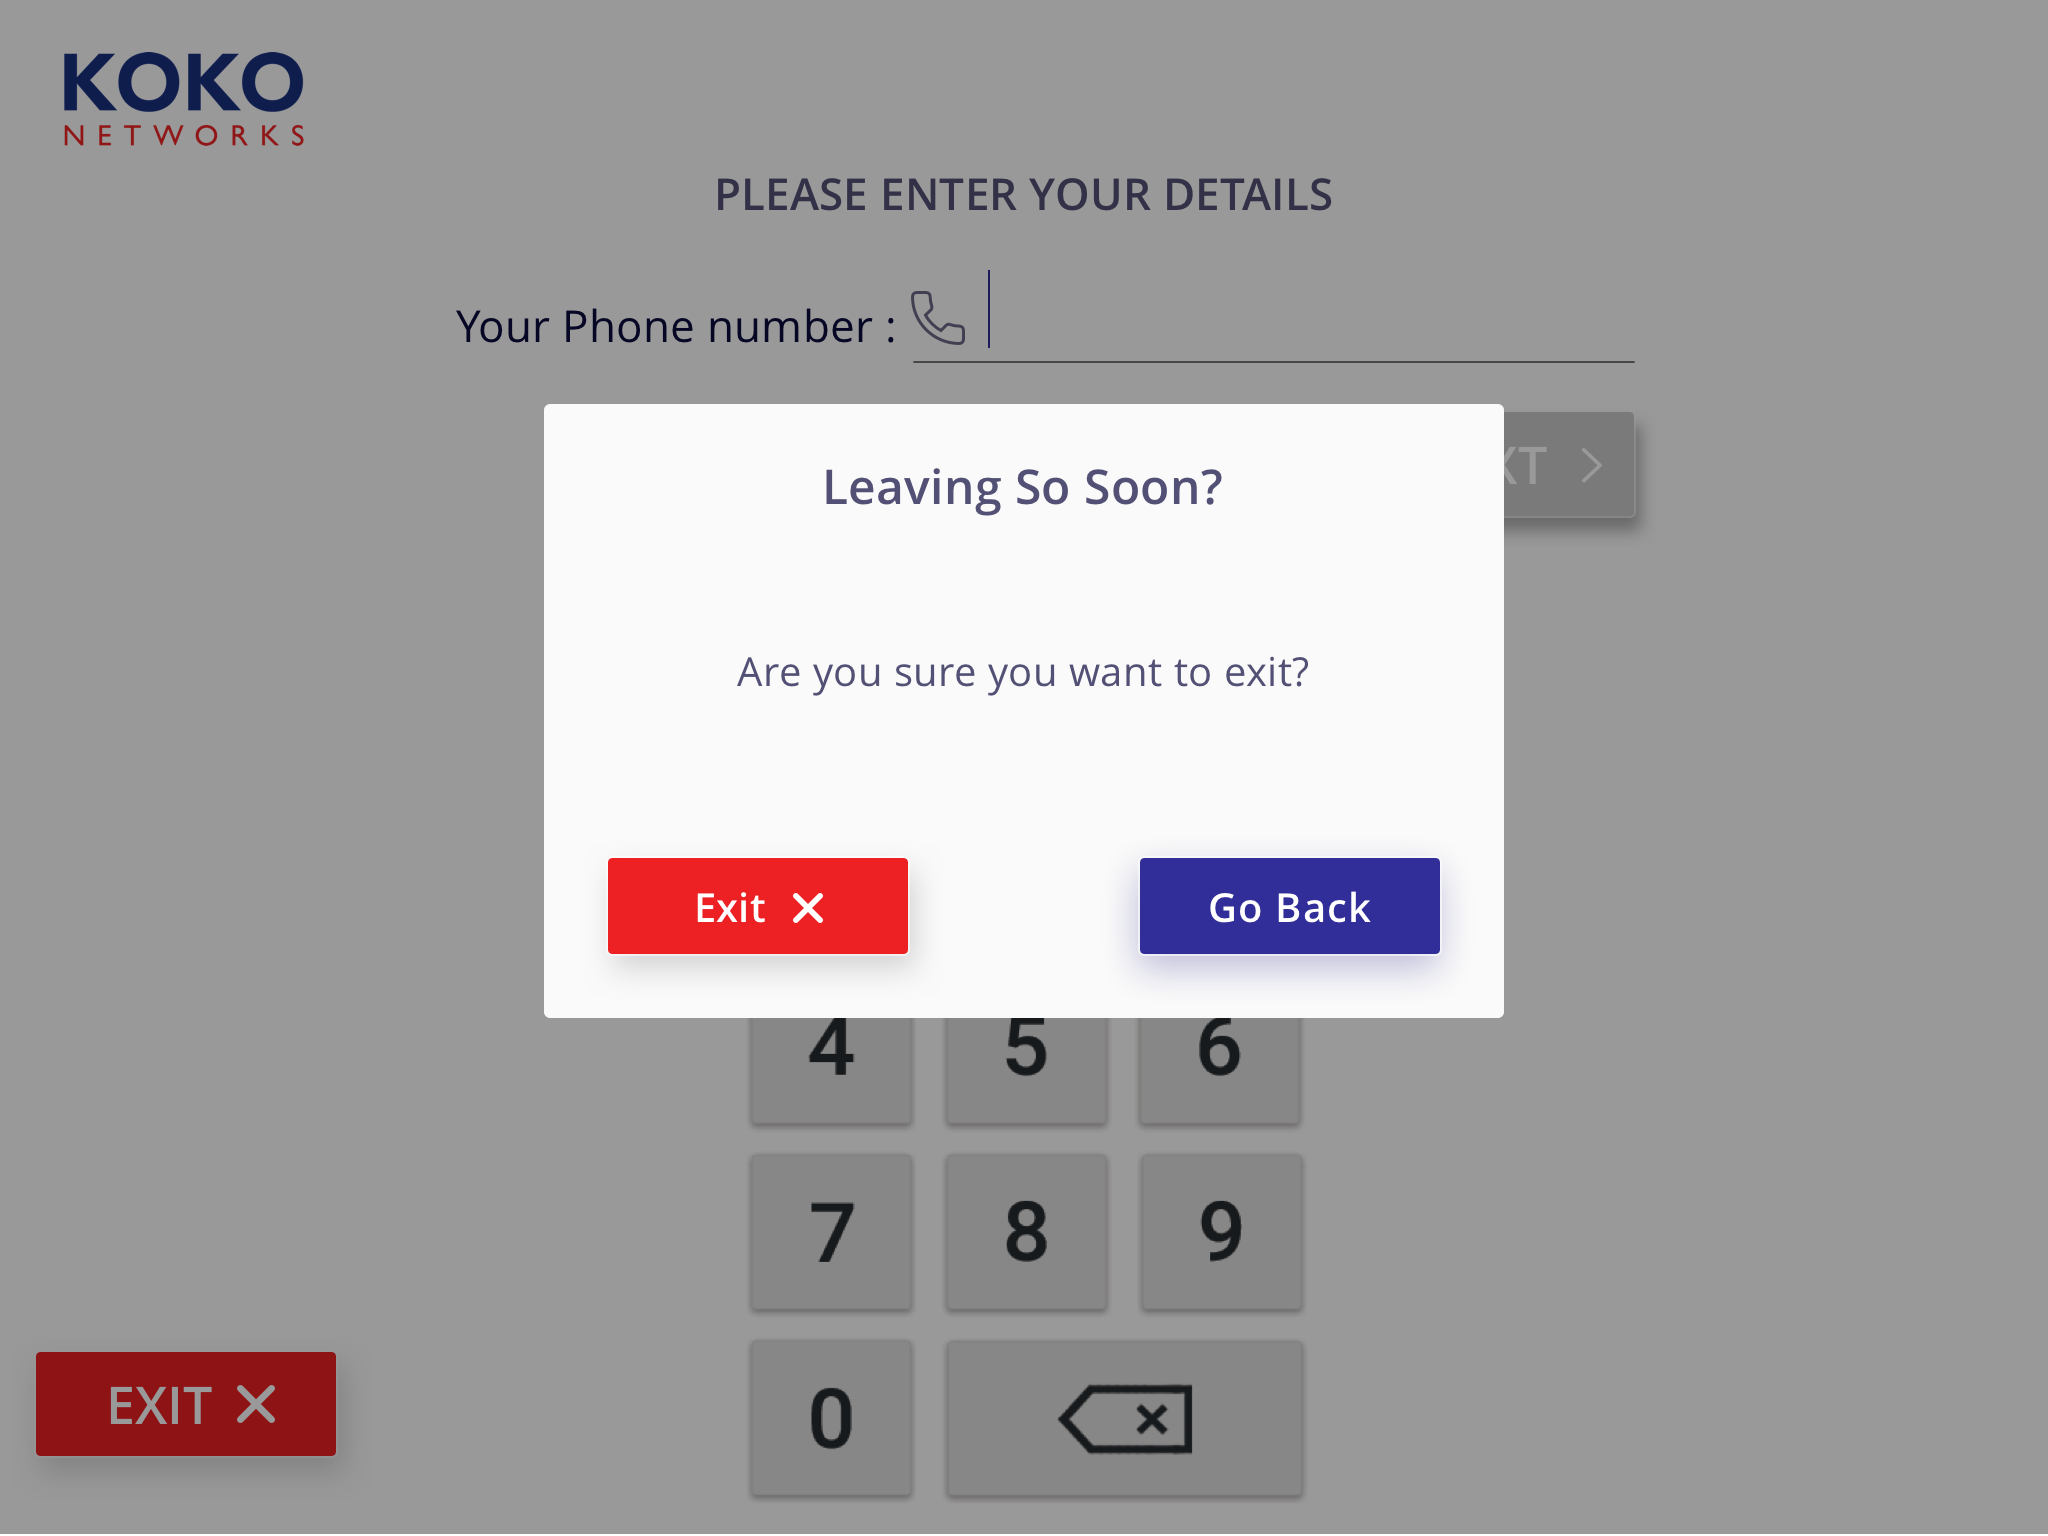 KOKO
NETWORKS
PLEASE ENTER YOUR DETAILS
Your Phone number :
XT
Leaving So Soon?
Are you sure you want to exit?
Exit
Go Back
4 5 6
7 8 9
0
EXIT